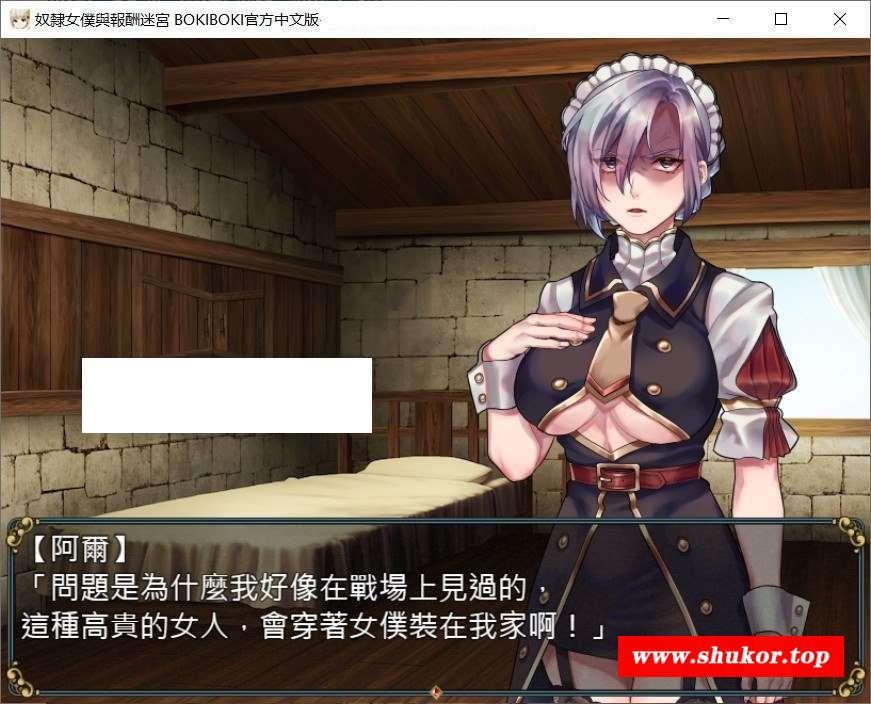 奴隸女僕與報酬迷宮 BOKIBOKI官方中文版
【阿爾】
「問題是為什麼我好像在戰場上見過的，
這種高貴的女人，會穿著女僕裝在我家啊！」
www.shukor.top